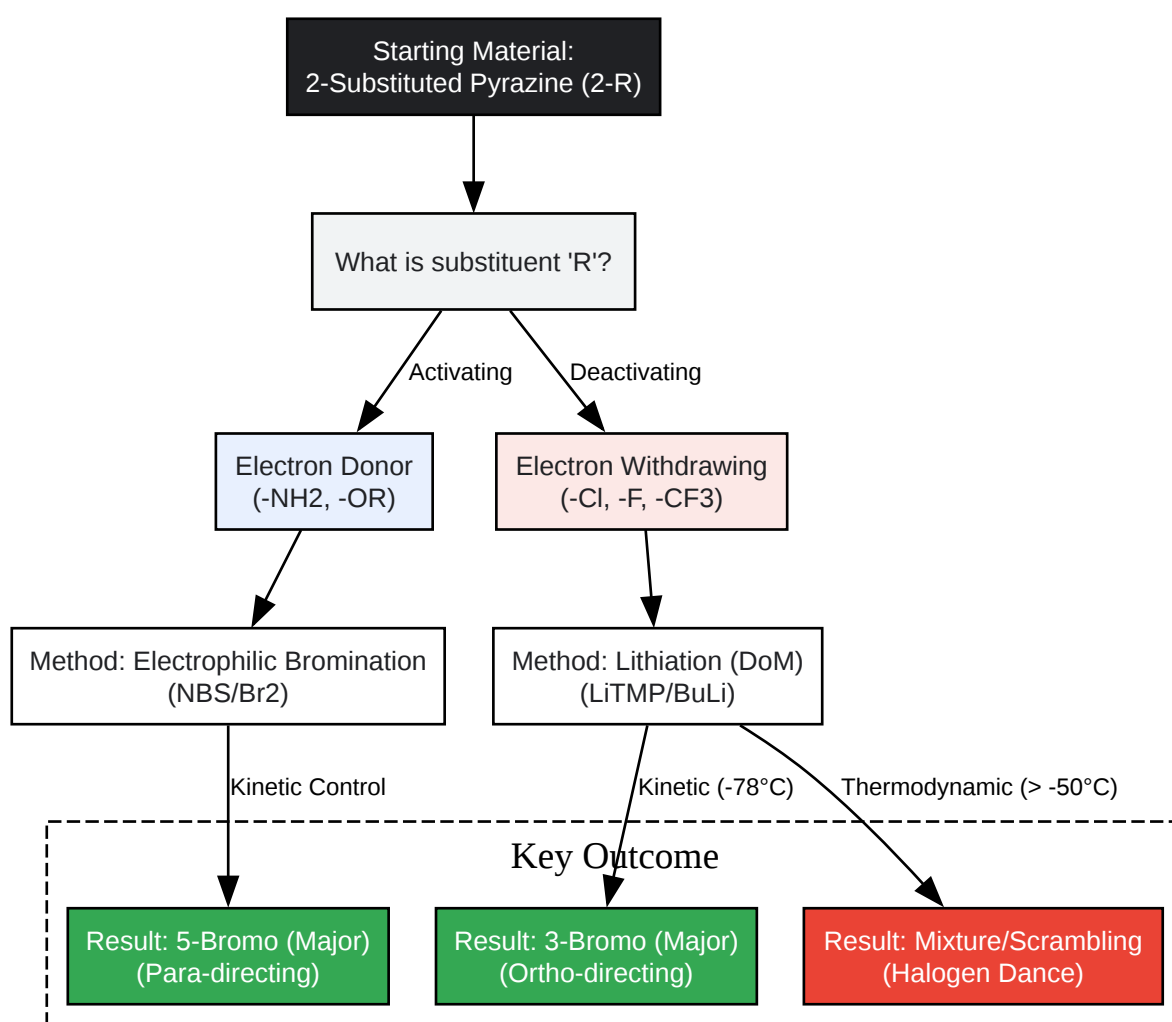 Starting Material:
2-Substituted Pyrazine (2-R)
What is substituent 'R'?
Activating
Deactivating
Electron Donor
(-NH2, -OR)
Electron Withdrawing
(-Cl, -F, -CF3)
Method: Electrophilic Bromination
(NBS/Br2)
Method: Lithiation (DoM)
(LiTMP/BuLi)
Kinetic Control
Kinetic (-78°C)
Thermodynamic (> -50°C)
Key Outcome
Result: 5-Bromo (Major)
(Para-directing)
Result: 3-Bromo (Major)
(Ortho-directing)
Result: Mixture/Scrambling
(Halogen Dance)